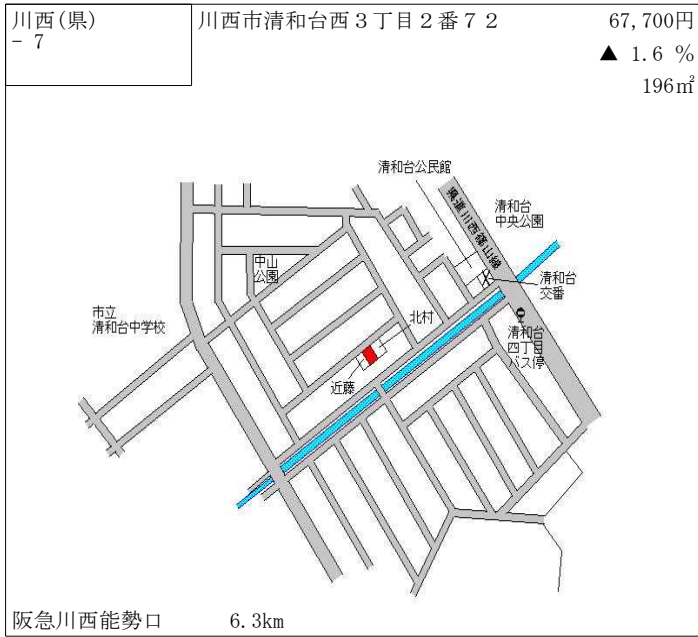 川西(県)
- 7
川西市清和台西３丁目２番７２
67,700円
▲ 1.6 %
196㎡
清和台公民館
県道川西篠山線
清和台
中央公園
中山
公園
清和台
交番
市立
清和台中学校
北村
清和台
四丁目
バス停
近藤
阪急川西能勢口
6.3km